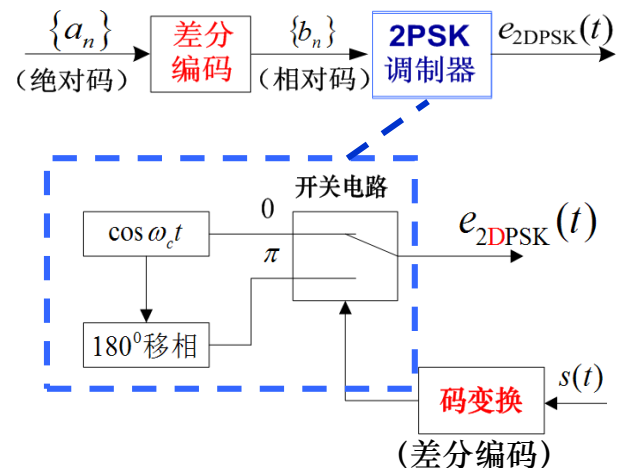 {aₙ} 差分 {bₙ} 2PSK e₂DPSK(t)
(绝对码) 编码 (相对码) 调制器
开关电路
0
cos ω_c t
π
e₂DPSK(t)
180⁰移相
码变换 s(t)
(差分编码)